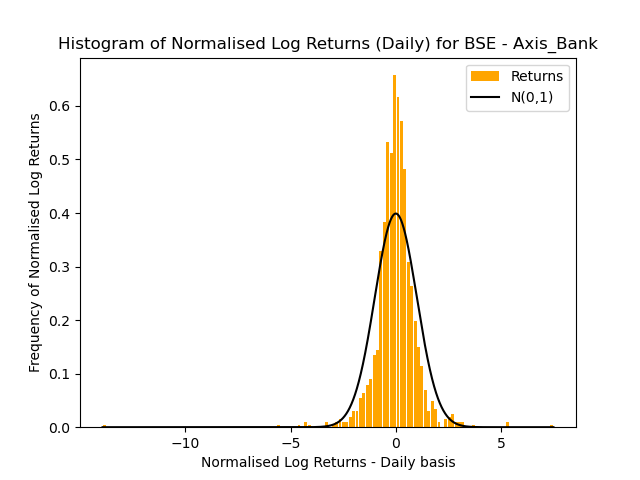 Histogram of Normalised Log Returns (Daily) for BSE - Axis_Bank
Returns
N(0,1)
Frequency of Normalised Log Returns
0.6
0.5
0.4
0.3
0.2
0.1
0.0
−10
−5
0
5
Normalised Log Returns - Daily basis